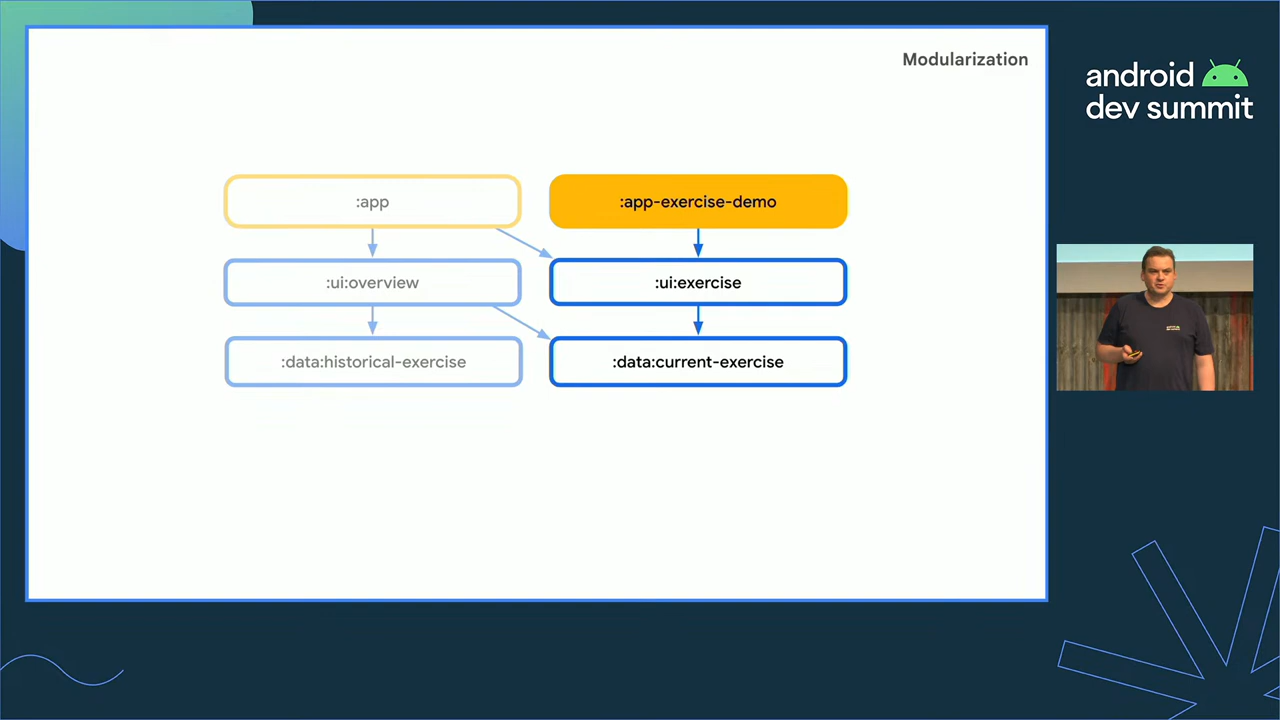 Modularization
android
dev summit
:app
:app-exercise-demo
:ui:overview
:ui:exercise
:data:historical-exercise
:data:current-exercise